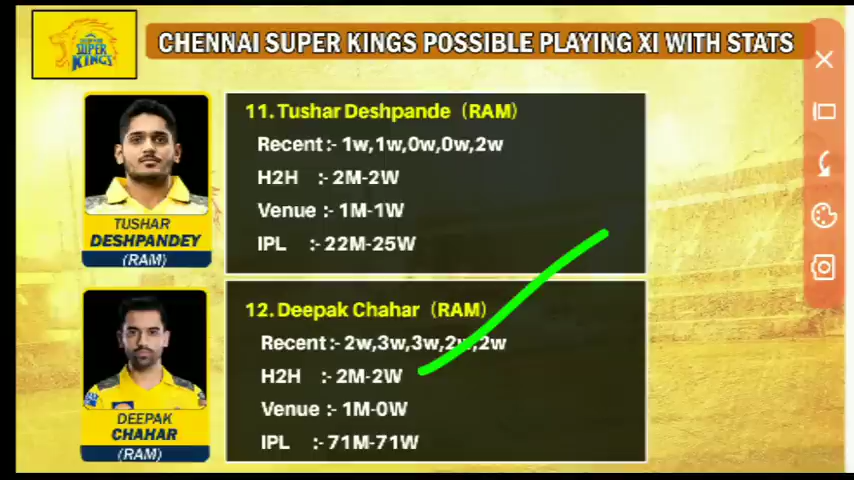 SUPER
KINGS
CHENNAI SUPER KINGS POSSIBLE PLAYING XI WITH STATS
TUSHAR
DESHPANDEY
(RAM)
11. Tushar Deshpande (RAM)
Recent :- 1w,1w,0w,0w,2w
H2H :- 2M-2W
Venue :- 1M-1W
IPL :- 22M-25W
DEEPAK
CHAHAR
(RAM)
12. Deepak Chahar (RAM)
Recent :- 2w,3w,3w,2w,2w
H2H :- 2M-2W
Venue :- 1M-0W
IPL :- 71M-71W